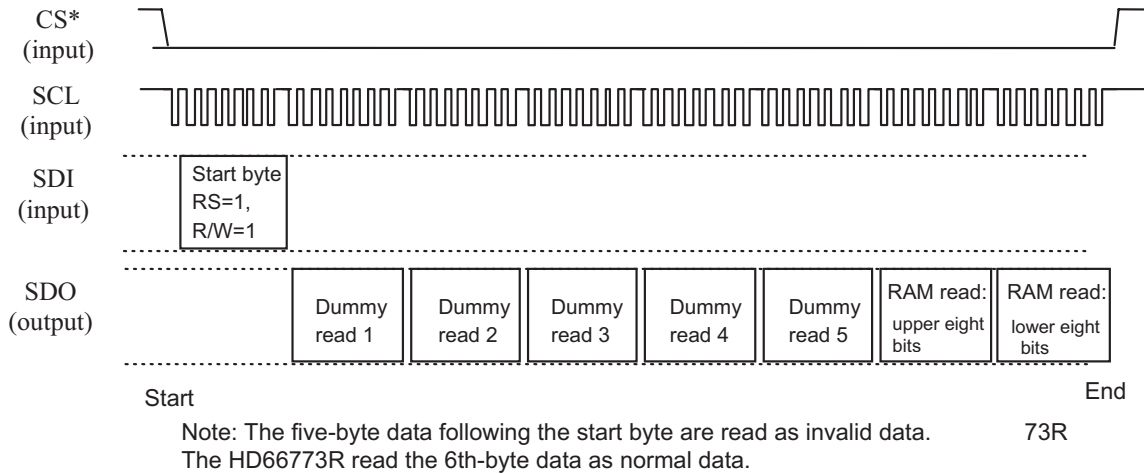 CS*
(input)
SCL
(input)
SDI
(input)
Start byte
RS=1,
R/W=1
SDO
(output)
Dummy
read 1
Dummy
read 2
Dummy
read 3
Dummy
read 4
Dummy
read 5
RAM read:
upper eight
bits
RAM read:
lower eight
bits
Start
End
Note: The five-byte data following the start byte are read as invalid data.
73R
The HD66773R read the 6th-byte data as normal data.